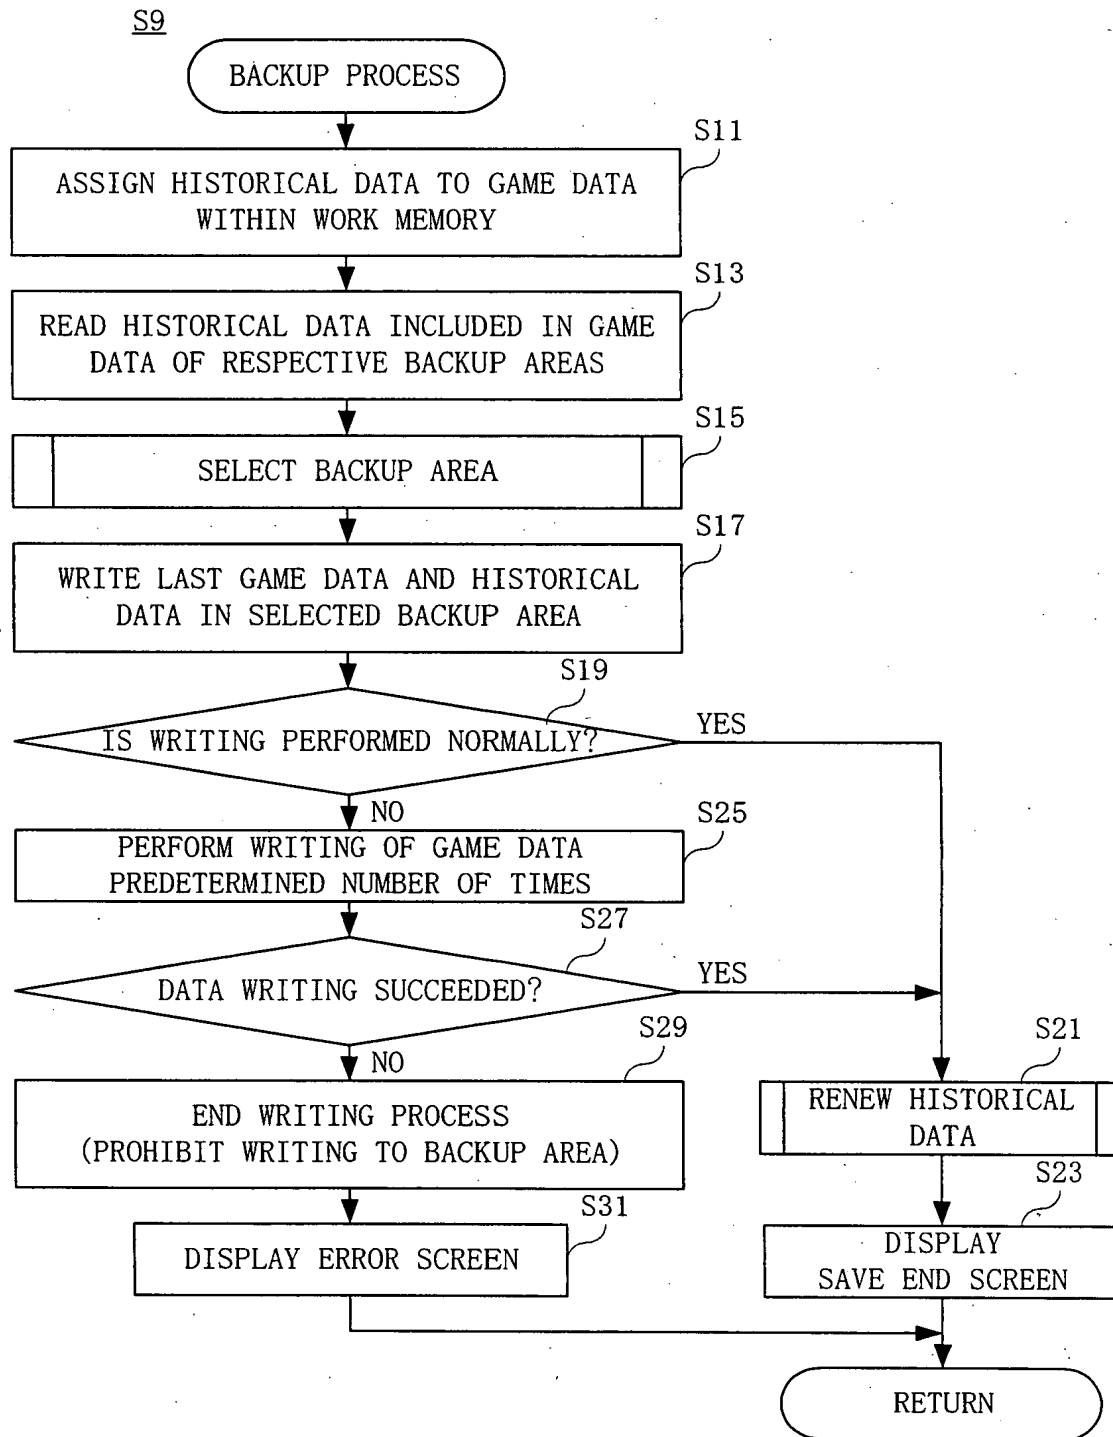 S9
BACKUP PROCESS
S11
ASSIGN HISTORICAL DATA TO GAME DATA
WITHIN WORK MEMORY
S13
READ HISTORICAL DATA INCLUDED IN GAME
DATA OF RESPECTIVE BACKUP AREAS
S15
SELECT BACKUP AREA
S17
WRITE LAST GAME DATA AND HISTORICAL
DATA IN SELECTED BACKUP AREA
S19
IS WRITING PERFORMED NORMALLY?
YES
NO
S25
PERFORM WRITING OF GAME DATA
PREDETERMINED NUMBER OF TIMES
S27
DATA WRITING SUCCEEDED?
YES
NO
S29
END WRITING PROCESS
(PROHIBIT WRITING TO BACKUP AREA)
S21
RENEW HISTORICAL
DATA
S31
DISPLAY ERROR SCREEN
S23
DISPLAY
SAVE END SCREEN
RETURN